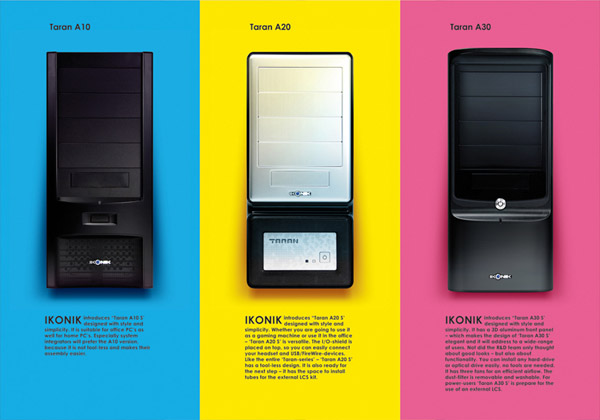 Taran A10
IKONIK introduces 'Taran A10 S'
designed with style and
simplicity. It is suitable for office PC's as
well for home PC's. Especially system
integrators will prefer the A10 version,
because it is not tool-less and makes their
assembly easier.
IKONIK
Taran A20
IKONIK
TARAN
IKONIK introduces 'Taran A20 S'
designed with style and
simplicity. Whether you are going to use it
as a gaming machine or use it in the office
– 'Taran A20 S' is versatile. The I/O-shield is
placed on top, so you can easily connect
your headset and USB/FireWire-devices.
Like the entire 'Taran-series' – 'Taran A20 S'
has a tool-less design. It is also ready for
the next step – it has the space to install
tubes for the external LCS kit.
Taran A30
IKONIK
IKONIK introduces 'Taran A30 S'
designed with style and
simplicity. It has a 3D aluminum front panel
– which makes the design of 'Taran A30 S'
elegant and it will address to a wide range
of users. Not did the R&D team only thought
about good looks – but also about
functionality. You can install any hard-drive
or optical drive easily, no tools are needed.
It has three fans for an efficient airflow. The
dust-filter is removable and washable. For
power users 'Taran A30 S' is prepare for the
use of an external LCS.